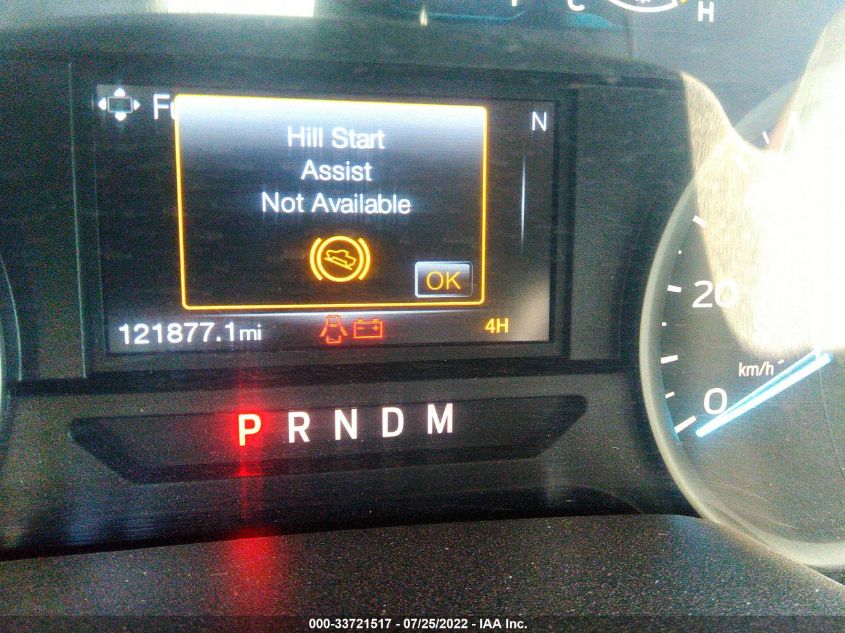 C
H
Hill Start
Assist
Not Available
N
OK
121877.1mi
4H
20
km/h
0
P R N D M
000-33721517 - 07/25/2022 - IAA Inc.